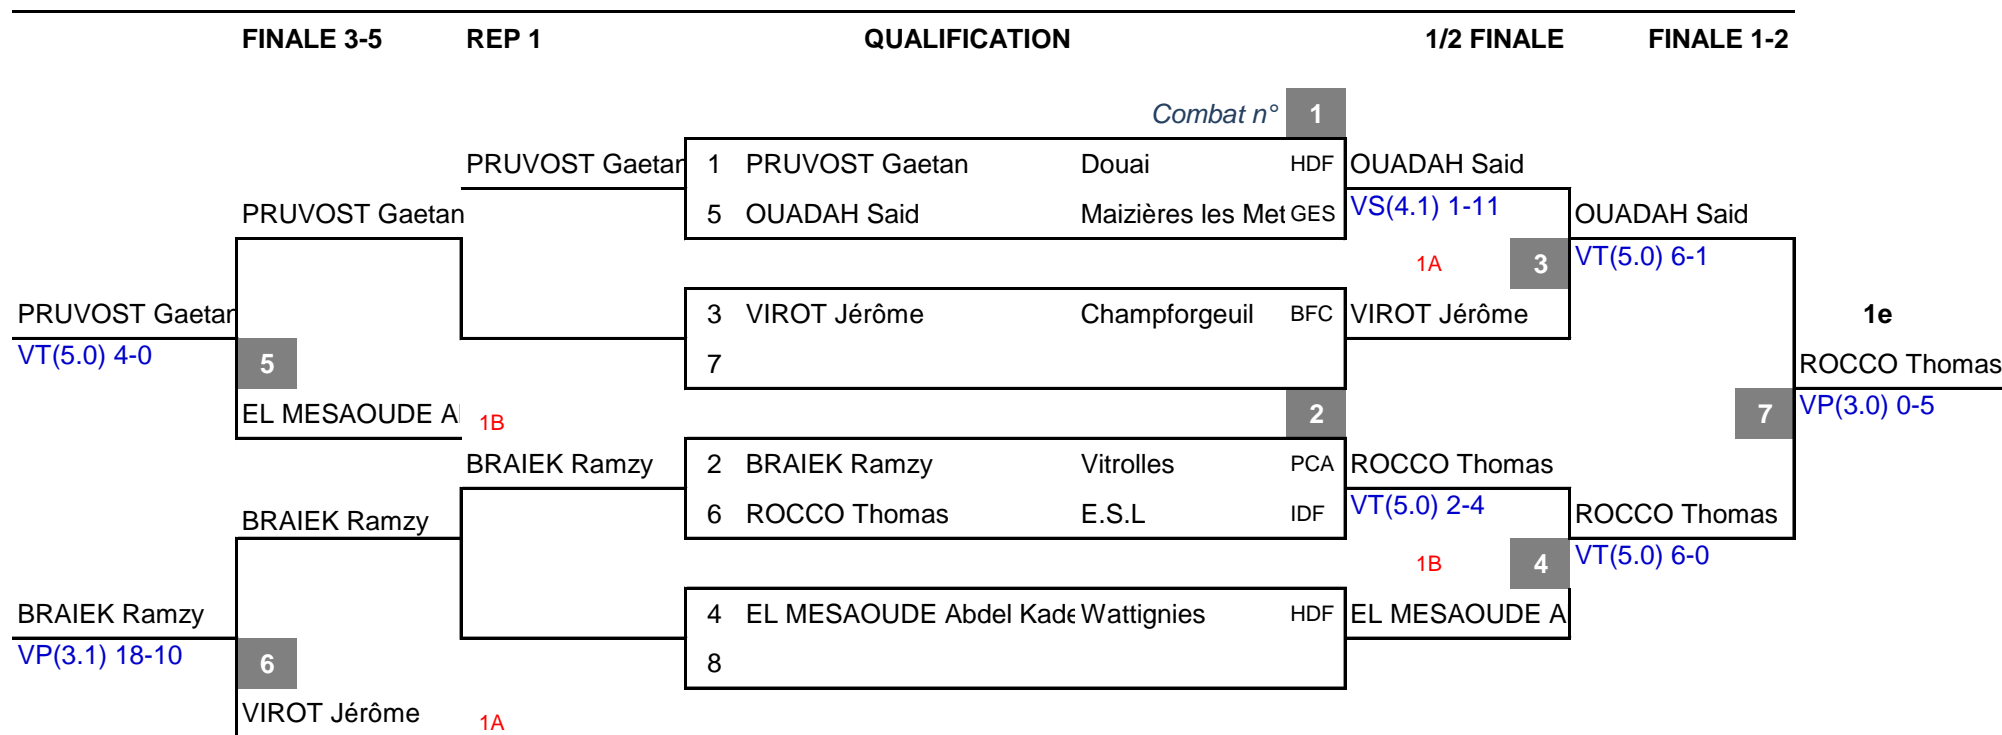 FINALE 3-5 REP 1 QUALIFICATION 1/2 FINALE FINALE 1-2
Combat n° 1
PRUVOST Gaetan 1 PRUVOST Gaetan Douai HDF OUADAH Said
PRUVOST Gaetan 5 OUADAH Said Maizières les Met GES VS(4.1) 1-11 OUADAH Said
1A 3 VT(5.0) 6-1
PRUVOST Gaetan 3 VIROT Jérôme Champforgeuil BFC VIROT Jérôme 1e
VT(5.0) 4-0 5 7 ROCCO Thomas
EL MESAOUDE A 1B 2 7 VP(3.0) 0-5
BRAIEK Ramzy 2 BRAIEK Ramzy Vitrolles PCA ROCCO Thomas
BRAIEK Ramzy 6 ROCCO Thomas E.S.L IDF VT(5.0) 2-4 ROCCO Thomas
1B 4 VT(5.0) 6-0
BRAIEK Ramzy 4 EL MESAOUDE Abdel Kade Wattignies HDF EL MESAOUDE A
VP(3.1) 18-10 6 8
VIROT Jérôme 1A